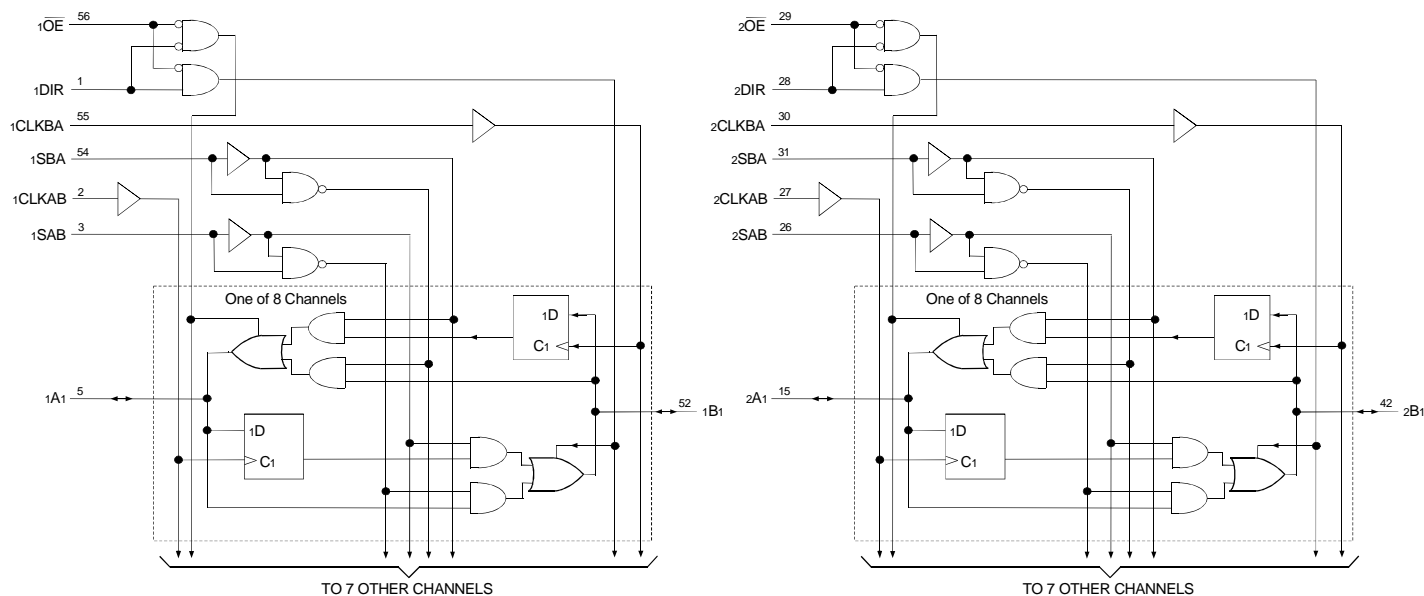 1OE 56
1DIR 1
1CLKBA 55
1SBA 54
1CLKAB 2
1SAB 3
One of 8 Channels
1D
C1
1A1 5
52 1B1
1D
C1
TO 7 OTHER CHANNELS
2OE 29
2DIR 28
2CLKBA 30
2SBA 31
2CLKAB 27
2SAB 26
One of 8 Channels
1D
C1
2A1 15
42 2B1
1D
C1
TO 7 OTHER CHANNELS